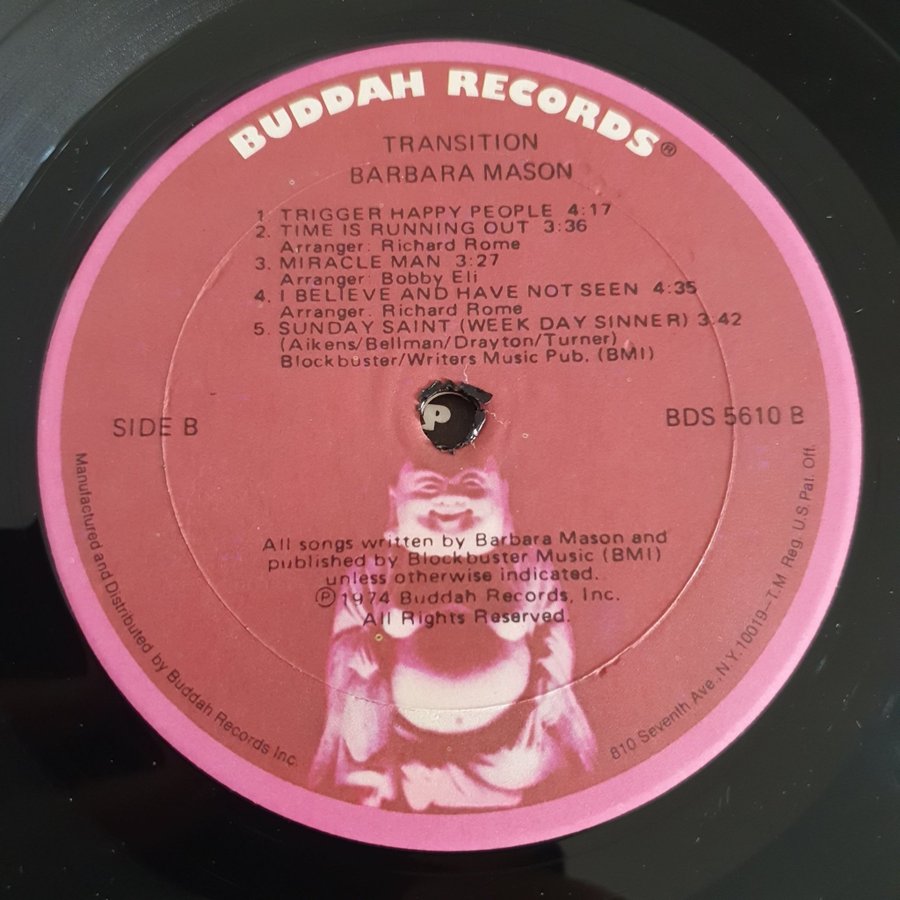 BUDDAH RECORDS®
TRANSITION
BARBARA MASON
1. TRIGGER HAPPY PEOPLE 4:17
2. TIME IS RUNNING OUT 3:36
Arranger: Richard Rome
3. MIRACLE MAN 3:27
Arranger: Bobby Eli
4. I BELIEVE AND HAVE NOT SEEN 4:35
Arranger: Richard Rome
5. SUNDAY SAINT (WEEK DAY SINNER) 3:42
(Aikens/Bellman/Drayton/Turner)
Blockbuster/Writers Music Pub. (BMI)
SIDE B
BDS 5610 B
All songs written by Barbara Mason and
published by Blockbuster Music (BMI)
unless otherwise indicated.
℗ 1974 Buddah Records, Inc.
All Rights Reserved.
Manufactured and Distributed by Buddah Records Inc.
810 Seventh Ave., N.Y. 10019—T.M. Reg. U.S. Pat. Off.